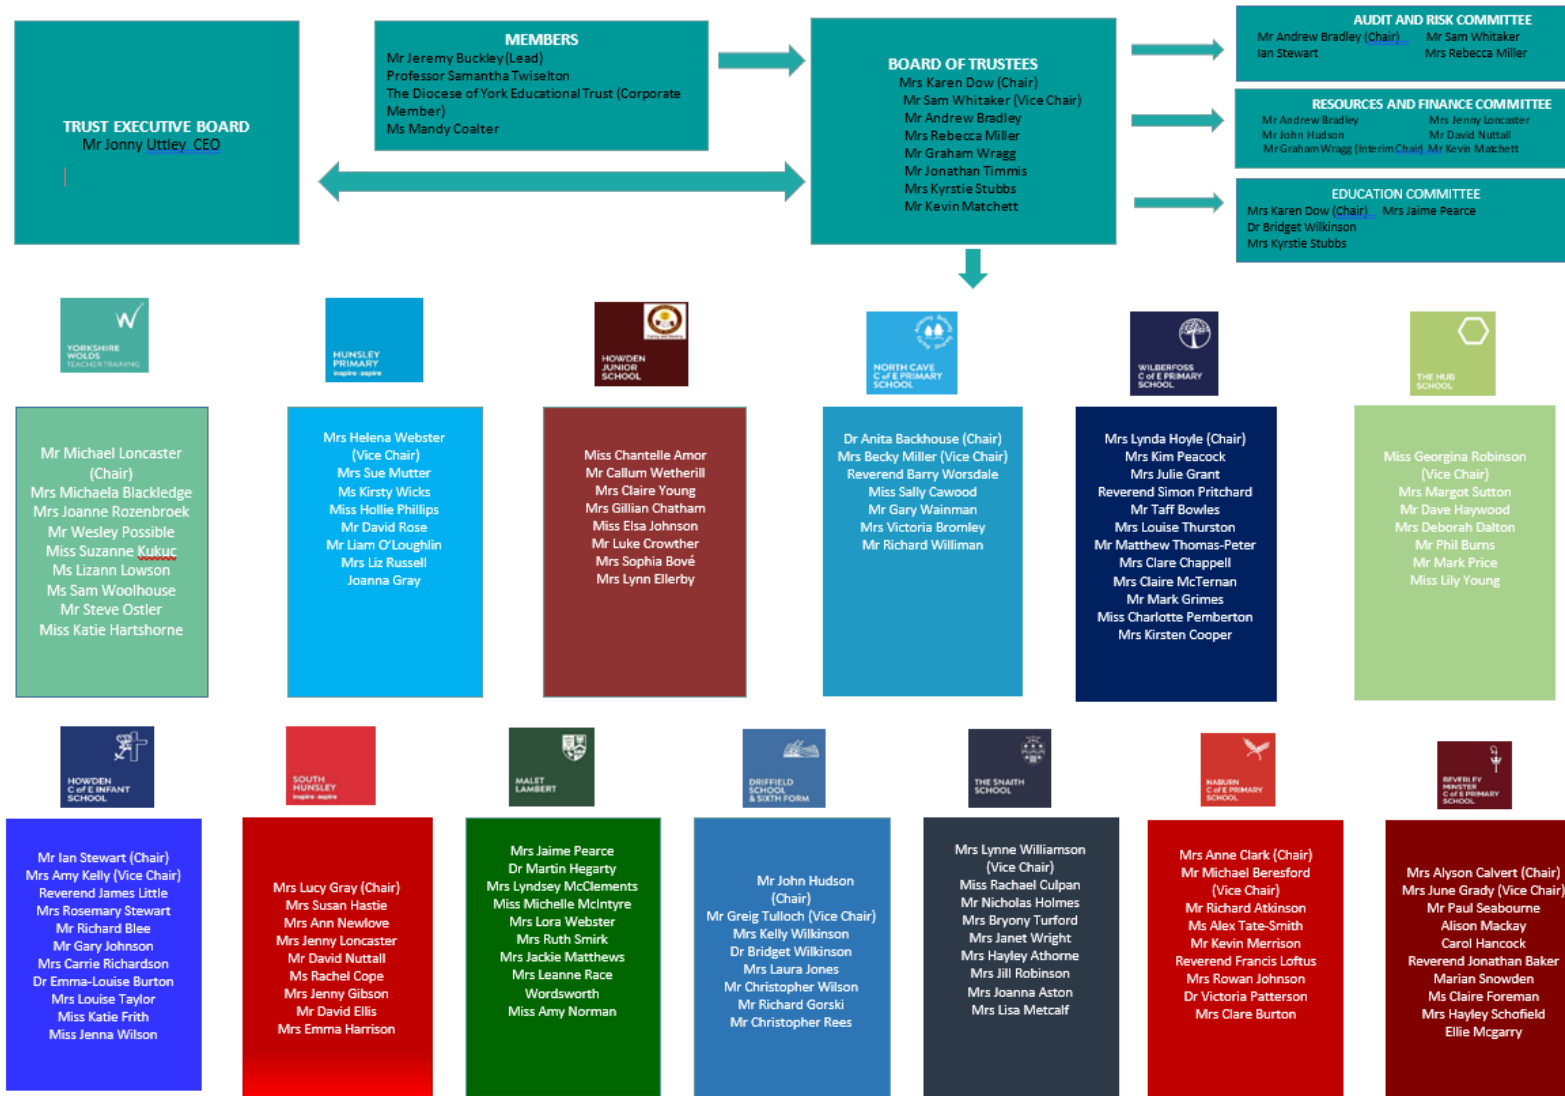 TRUST EXECUTIVE BOARD
Mr Jonny Uttley CEO
MEMBERS
Mr Jeremy Buckley (Lead)
Professor Samantha Twiselton
The Diocese of York Educational Trust (Corporate
Member)
Ms Mandy Coalter
BOARD OF TRUSTEES
Mrs Karen Dow (Chair)
Mr Sam Whitaker (Vice Chair)
Mr Andrew Bradley
Mrs Rebecca Miller
Mr Graham Wragg
Mr Jonathan Timmis
Mrs Kyrstie Stubbs
Mr Kevin Matchett
AUDIT AND RISK COMMITTEE
Mr Andrew Bradley (Chair) Mr Sam Whitaker
Ian Stewart Mrs Rebecca Miller
RESOURCES AND FINANCE COMMITTEE
Mr Andrew Bradley Mrs Jenny Loncaster
Mr John Hudson Mr David Nuttall
Mr Graham Wragg (Interim Chair) Mr Kevin Matchett
EDUCATION COMMITTEE
Mrs Karen Dow (Chair) Mrs Jaime Pearce
Dr Bridget Wilkinson
Mrs Kyrstie Stubbs
YORKSHIRE
WOLDS
TEACHER TRAINING
HUNSLEY
PRIMARY
inspire · aspire
HOWDEN
JUNIOR
SCHOOL
NORTH CAVE
C of E PRIMARY
SCHOOL
WILBERFOSS
C of E PRIMARY
SCHOOL
THE HUB
SCHOOL
Mr Michael Loncaster
(Chair)
Mrs Michaela Blackledge
Mrs Joanne Rozenbroek
Mr Wesley Possible
Miss Suzanne Kukuc
Ms Lizann Lowson
Ms Sam Woolhouse
Mr Steve Ostler
Miss Katie Hartshorne
Mrs Helena Webster
(Vice Chair)
Mrs Sue Mutter
Ms Kirsty Wicks
Miss Hollie Phillips
Mr David Rose
Mr Liam O'Loughlin
Mrs Liz Russell
Joanna Gray
Miss Chantelle Amor
Mr Callum Wetherill
Mrs Claire Young
Mrs Gillian Chatham
Miss Elsa Johnson
Mr Luke Crowther
Mrs Sophia Bové
Mrs Lynn Ellerby
Dr Anita Backhouse (Chair)
Mrs Becky Miller (Vice Chair)
Reverend Barry Worsdale
Miss Sally Cawood
Mr Gary Wainman
Mrs Victoria Bromley
Mr Richard Williman
Mrs Lynda Hoyle (Chair)
Mrs Kim Peacock
Mrs Julie Grant
Reverend Simon Pritchard
Mr Taff Bowles
Mrs Louise Thurston
Mr Matthew Thomas-Peter
Mrs Clare Chappell
Mrs Claire McTernan
Mr Mark Grimes
Miss Charlotte Pemberton
Mrs Kirsten Cooper
Miss Georgina Robinson
(Vice Chair)
Mrs Margot Sutton
Mr Dave Haywood
Mrs Deborah Dalton
Mr Phil Burns
Mr Mark Price
Miss Lily Young
HOWDEN
C of E INFANT
SCHOOL
SOUTH
HUNSLEY
inspire · aspire
MALET
LAMBERT
DRIFFIELD
SCHOOL
& SIXTH FORM
THE SNAITH
SCHOOL
NABURN
C of E PRIMARY
SCHOOL
BEVERLEY
MINSTER
C of E PRIMARY
SCHOOL
Mr Ian Stewart (Chair)
Mrs Amy Kelly (Vice Chair)
Reverend James Little
Mrs Rosemary Stewart
Mr Richard Blee
Mr Gary Johnson
Mrs Carrie Richardson
Dr Emma-Louise Burton
Mrs Louise Taylor
Miss Katie Frith
Miss Jenna Wilson
Mrs Lucy Gray (Chair)
Mrs Susan Hastie
Mrs Ann Newlove
Mrs Jenny Loncaster
Mr David Nuttall
Ms Rachel Cope
Mrs Jenny Gibson
Mr David Ellis
Mrs Emma Harrison
Mrs Jaime Pearce
Dr Martin Hegarty
Mrs Lyndsey McClements
Miss Michelle McIntyre
Mrs Lora Webster
Mrs Ruth Smirk
Mrs Jackie Matthews
Mrs Leanne Race
Wordsworth
Miss Amy Norman
Mr John Hudson
(Chair)
Mr Greig Tulloch (Vice Chair)
Mrs Kelly Wilkinson
Dr Bridget Wilkinson
Mrs Laura Jones
Mr Christopher Wilson
Mr Richard Gorski
Mr Christopher Rees
Mrs Lynne Williamson
(Vice Chair)
Miss Rachael Culpan
Mr Nicholas Holmes
Mrs Bryony Turford
Mrs Janet Wright
Mrs Hayley Athorne
Mrs Jill Robinson
Mrs Joanna Aston
Mrs Lisa Metcalf
Mrs Anne Clark (Chair)
Mr Michael Beresford
(Vice Chair)
Mr Richard Atkinson
Ms Alex Tate-Smith
Mr Kevin Merrison
Reverend Francis Loftus
Mrs Rowan Johnson
Dr Victoria Patterson
Mrs Clare Burton
Mrs Alyson Calvert (Chair)
Mrs June Grady (Vice Chair)
Mr Paul Seabourne
Alison Mackay
Carol Hancock
Reverend Jonathan Baker
Marian Snowden
Ms Claire Foreman
Mrs Hayley Schofield
Ellie Mcgarry